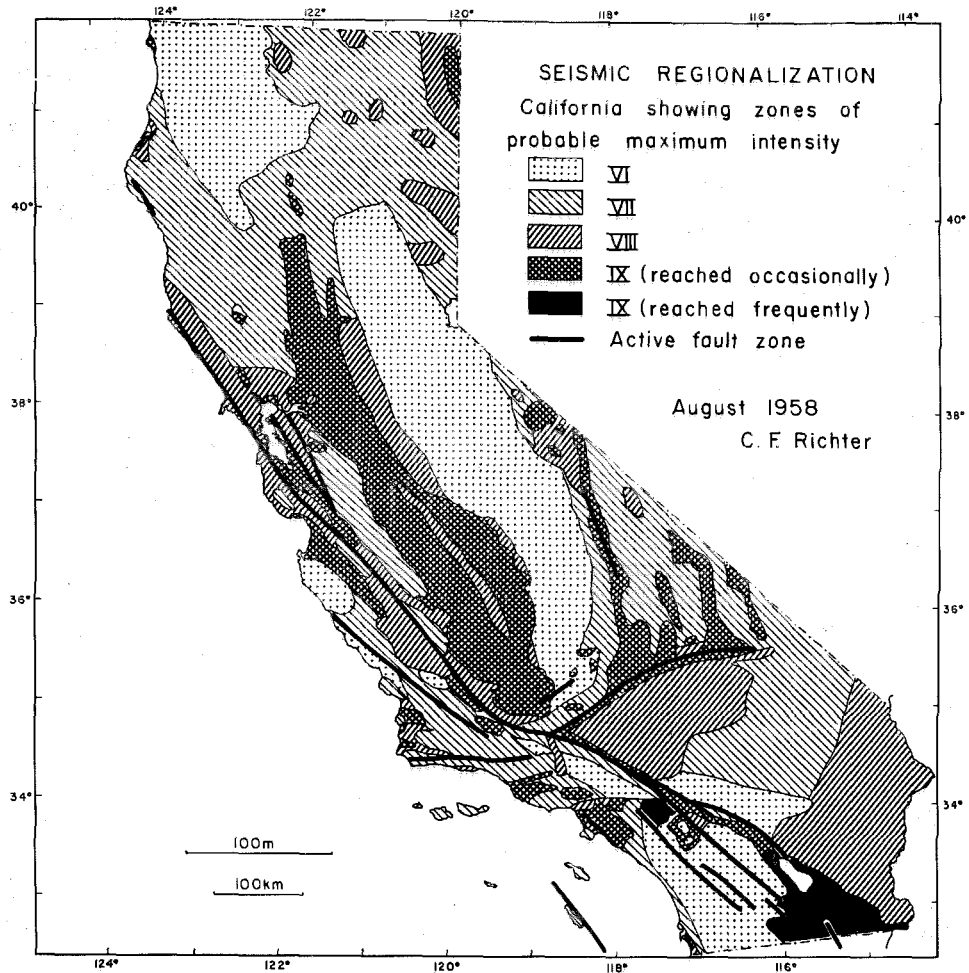 124° 122° 120° 118° 116° 114°
SEISMIC REGIONALIZATION
California showing zones of
probable maximum intensity
VI
VII
VIII
IX (reached occasionally)
IX (reached frequently)
Active fault zone
August 1958
C. F. Richter
40° 40°
38° 38°
36° 36°
34° 34°
100m
100km
124° 122° 120° 118° 116°